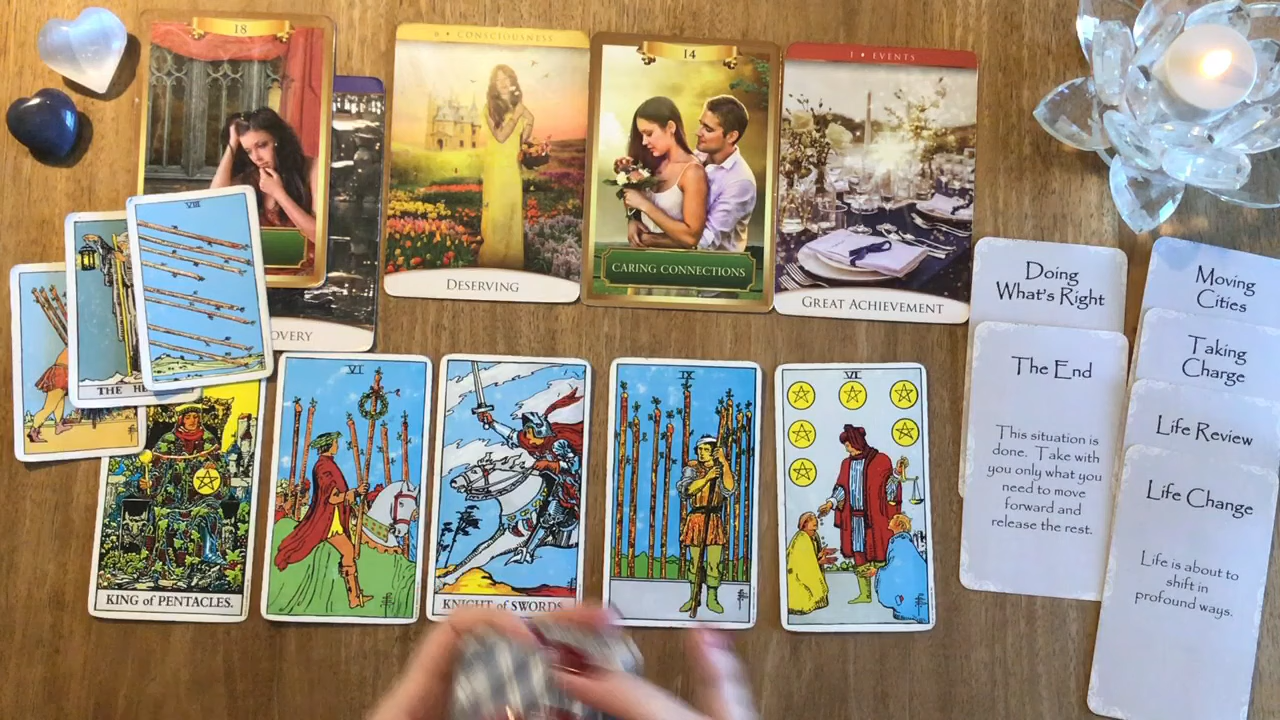 18
6 • CONSCIOUSNESS
DESERVING
14
CARING CONNECTIONS
1 • EVENTS
GREAT ACHIEVEMENT
OVERY
VIII
THE HE
KING of PENTACLES.
VI
KNIGHT of SWORDS
IX
VI
Doing
What's Right
The End
This situation is
done. Take with
you only what you
need to move
forward and
release the rest.
Moving
Cities
Taking
Charge
Life Review
Life Change
Life is about to
shift in
profound ways.